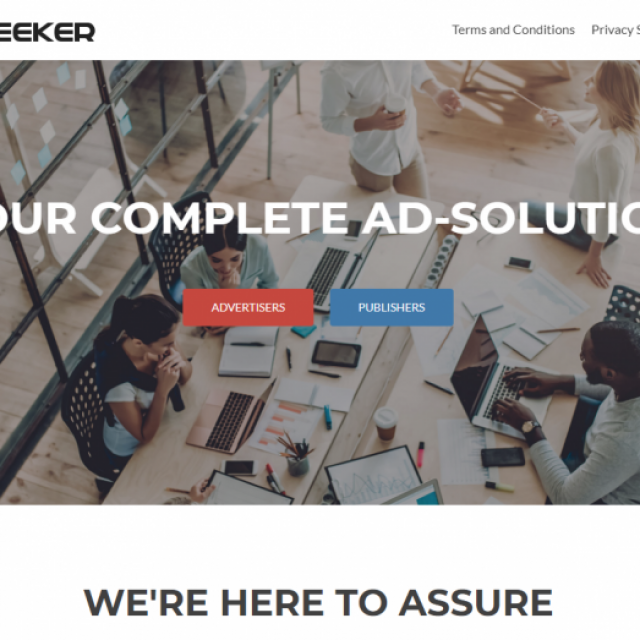 EEKER
Terms and Conditions Privacy S
OUR COMPLETE AD-SOLUTIO
ADVERTISERS PUBLISHERS
WE'RE HERE TO ASSURE